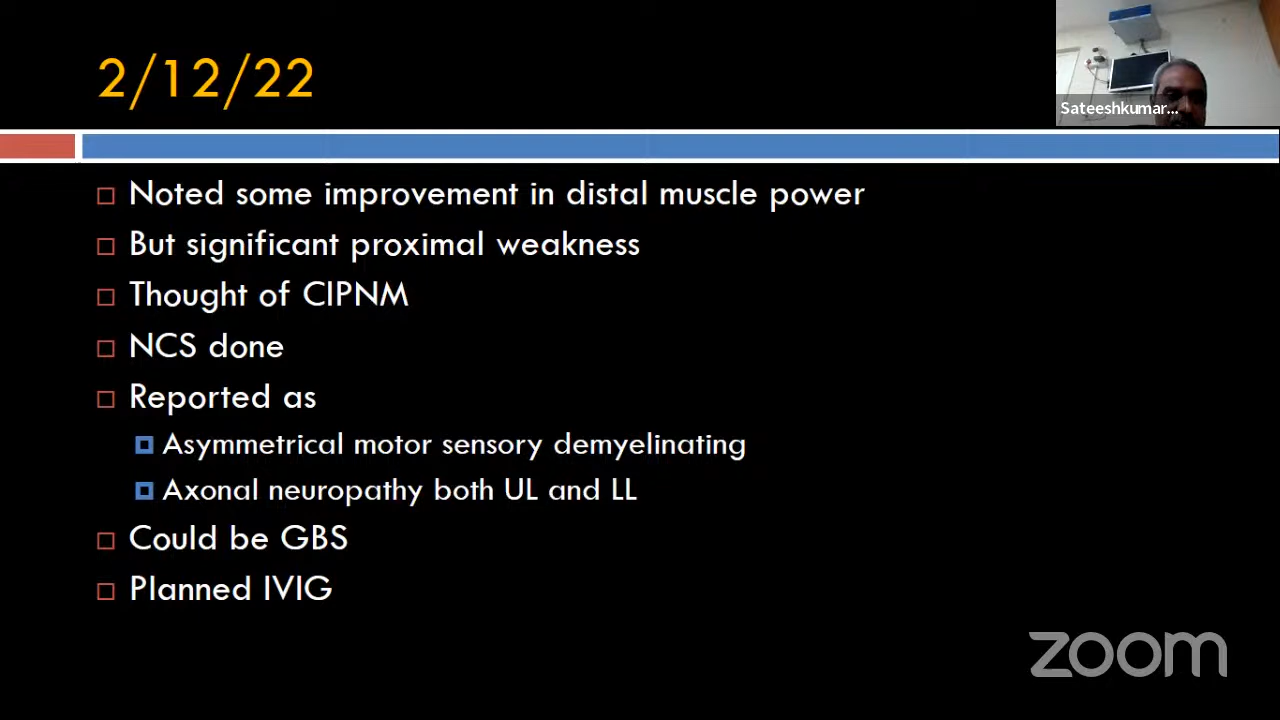 2/12/22
Sateeshkumar...
Noted some improvement in distal muscle power
But significant proximal weakness
Thought of CIPNM
NCS done
Reported as
Asymmetrical motor sensory demyelinating
Axonal neuropathy both UL and LL
Could be GBS
Planned IVIG
zoom